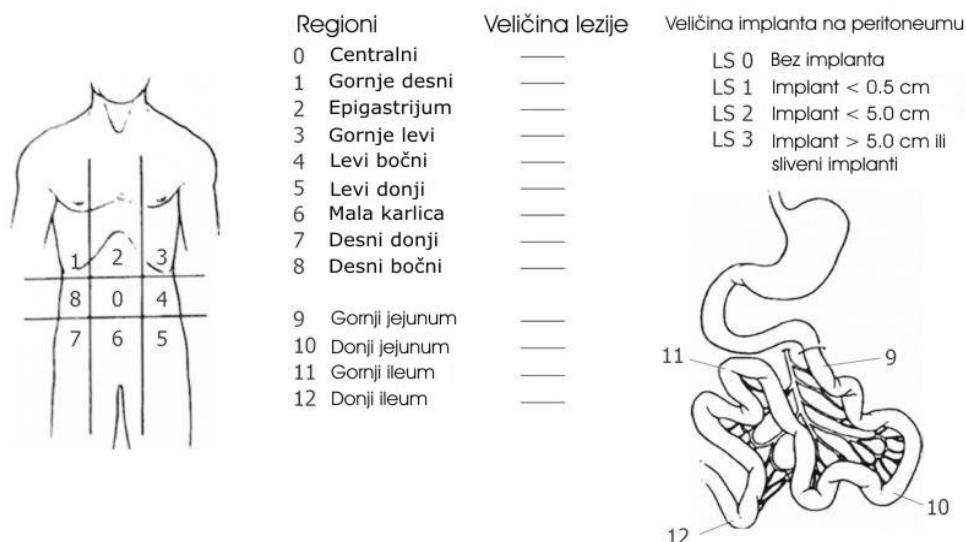 Regioni Veličina lezije
0 Centralni
1 Gornje desni
2 Epigastrijum
3 Gornje levi
4 Levi bočni
5 Levi donji
6 Mala karlica
7 Desni donji
8 Desni bočni
9 Gornji jejunum
10 Donji jejunum
11 Gornji ileum
12 Donji ileum
Veličina implanta na peritoneumu
LS 0 Bez implanta
LS 1 Implant < 0.5 cm
LS 2 Implant < 5.0 cm
LS 3 Implant > 5.0 cm ili
sliveni implanti
1 2 3
8 0 4
7 6 5
11
9
10
12